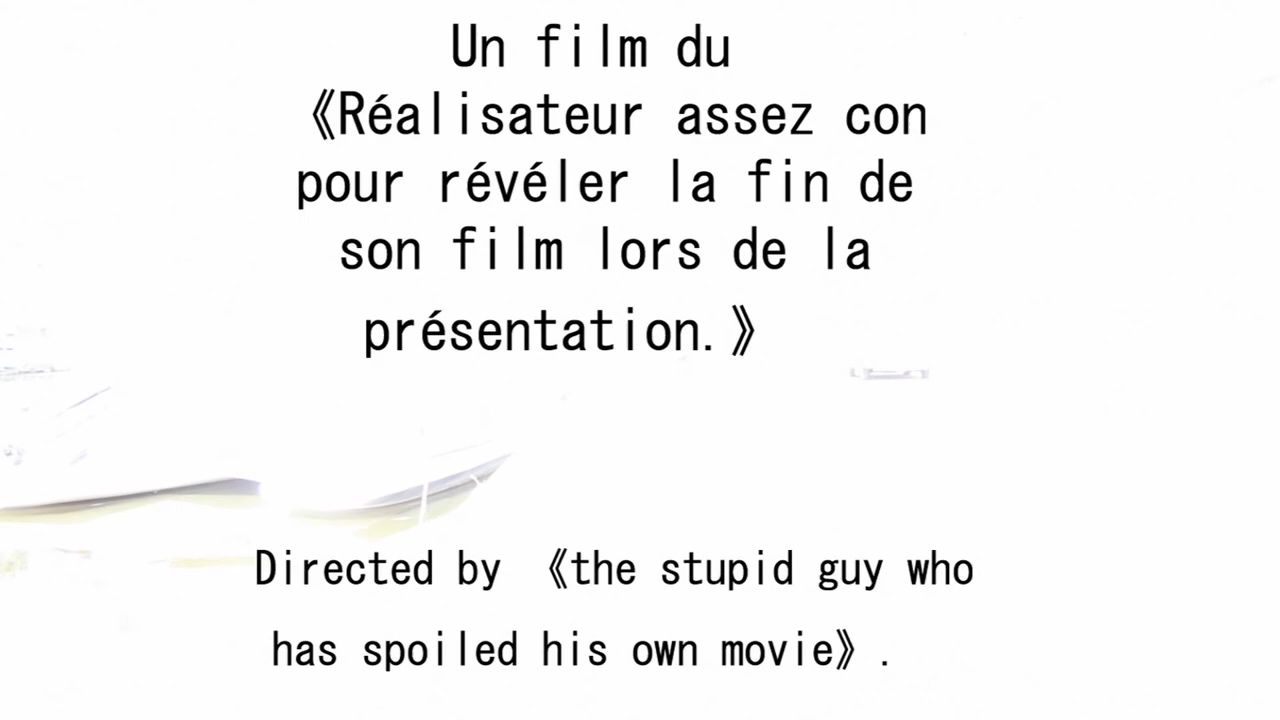 Un film du
《Réalisateur assez con
pour révéler la fin de
son film lors de la
présentation.》
Directed by 《the stupid guy who
has spoiled his own movie》.